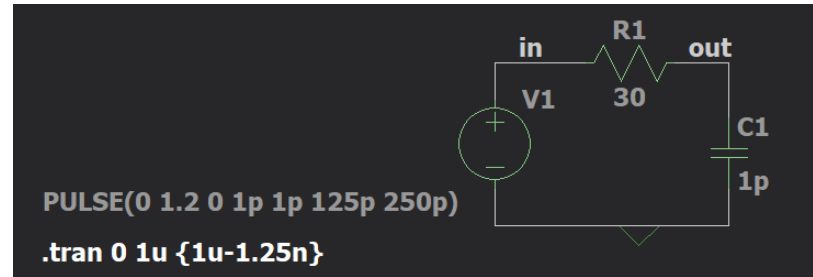 R1
in
out
V1
30
C1
1p
PULSE(0 1.2 0 1p 1p 125p 250p)
.tran 0 1u {1u-1.25n}